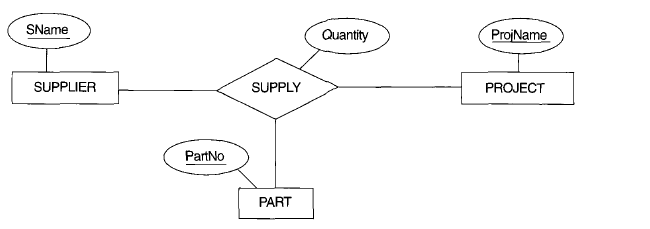 SName
Quantity
ProjName
SUPPLIER
SUPPLY
PROJECT
PartNo
PART